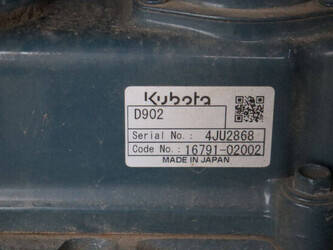 Kubota
D902
Serial No.: 4JU2868
Code No.: 16791-02002
MADE IN JAPAN